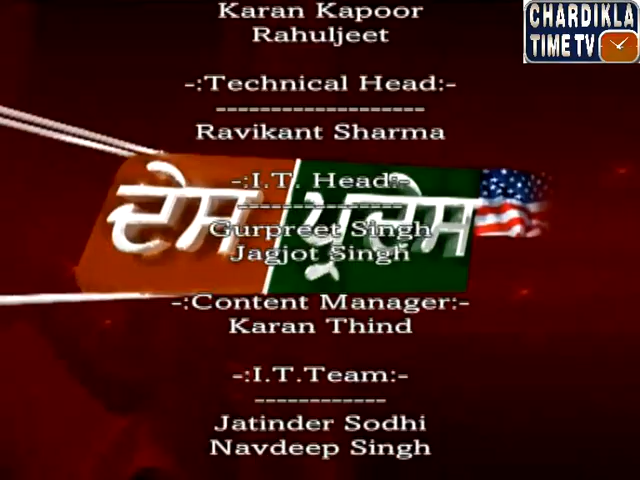 Karan Kapoor
Rahuljeet
CHARDIKLA
TIME TV
-:Technical Head:-
-------------------
Ravikant Sharma
-:I.T. Head:-
---------------
ਦੇਸ ਪ੍ਰਦੇਸ
Gurpreet Singh
Jagjot Singh
-:Content Manager:-
Karan Thind
-:I.T.Team:-
------------
Jatinder Sodhi
Navdeep Singh